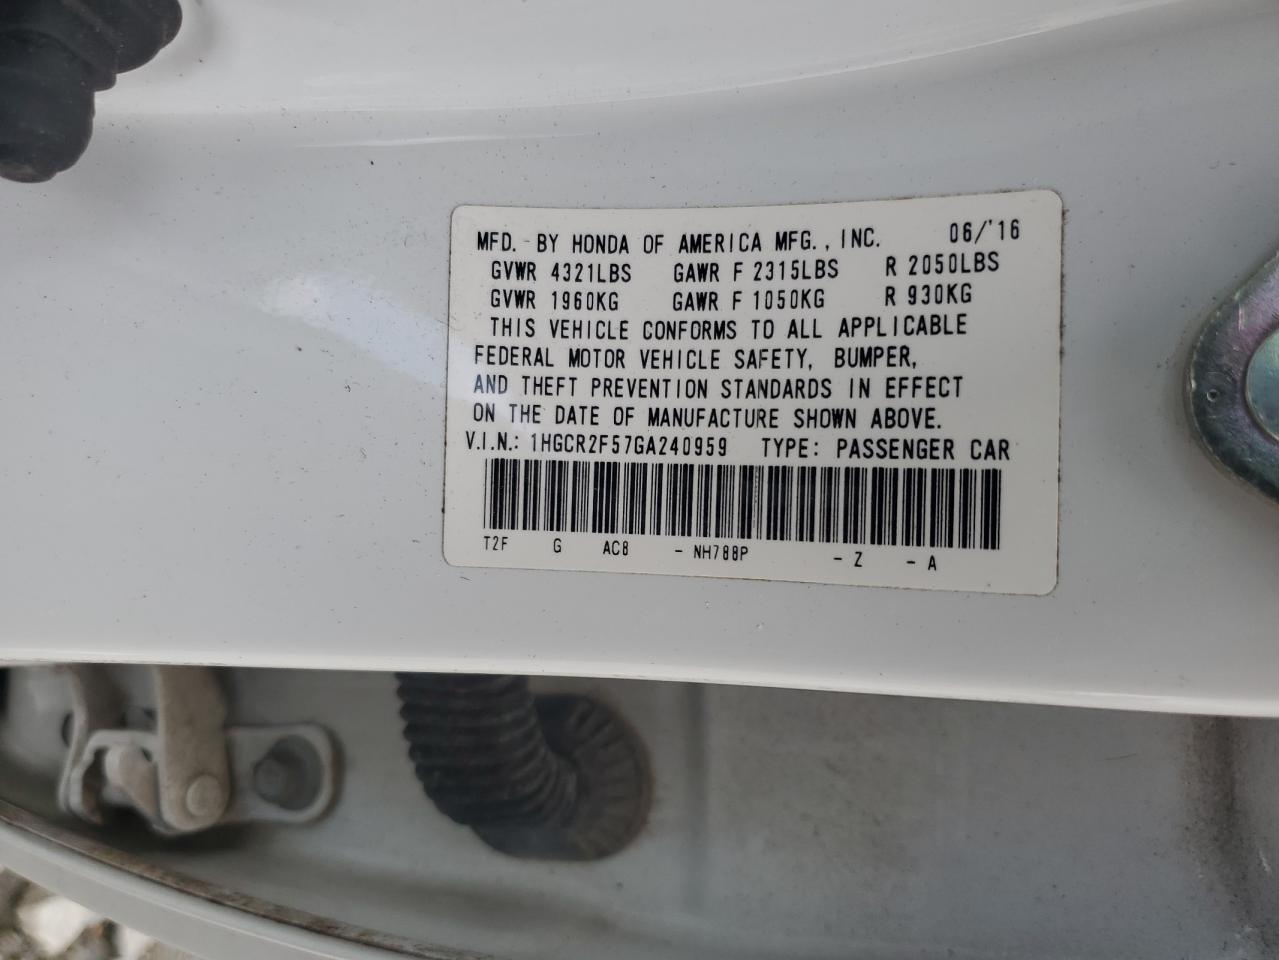 MFD. BY HONDA OF AMERICA MFG., INC. 06/'16
GVWR 4321LBS GAWR F 2315LBS R 2050LBS
GVWR 1960KG GAWR F 1050KG R 930KG
THIS VEHICLE CONFORMS TO ALL APPLICABLE
FEDERAL MOTOR VEHICLE SAFETY, BUMPER,
AND THEFT PREVENTION STANDARDS IN EFFECT
ON THE DATE OF MANUFACTURE SHOWN ABOVE.
V.I.N.: 1HGCR2F57GA240959 TYPE: PASSENGER CAR
T2F G AC8 - NH788P - Z - A